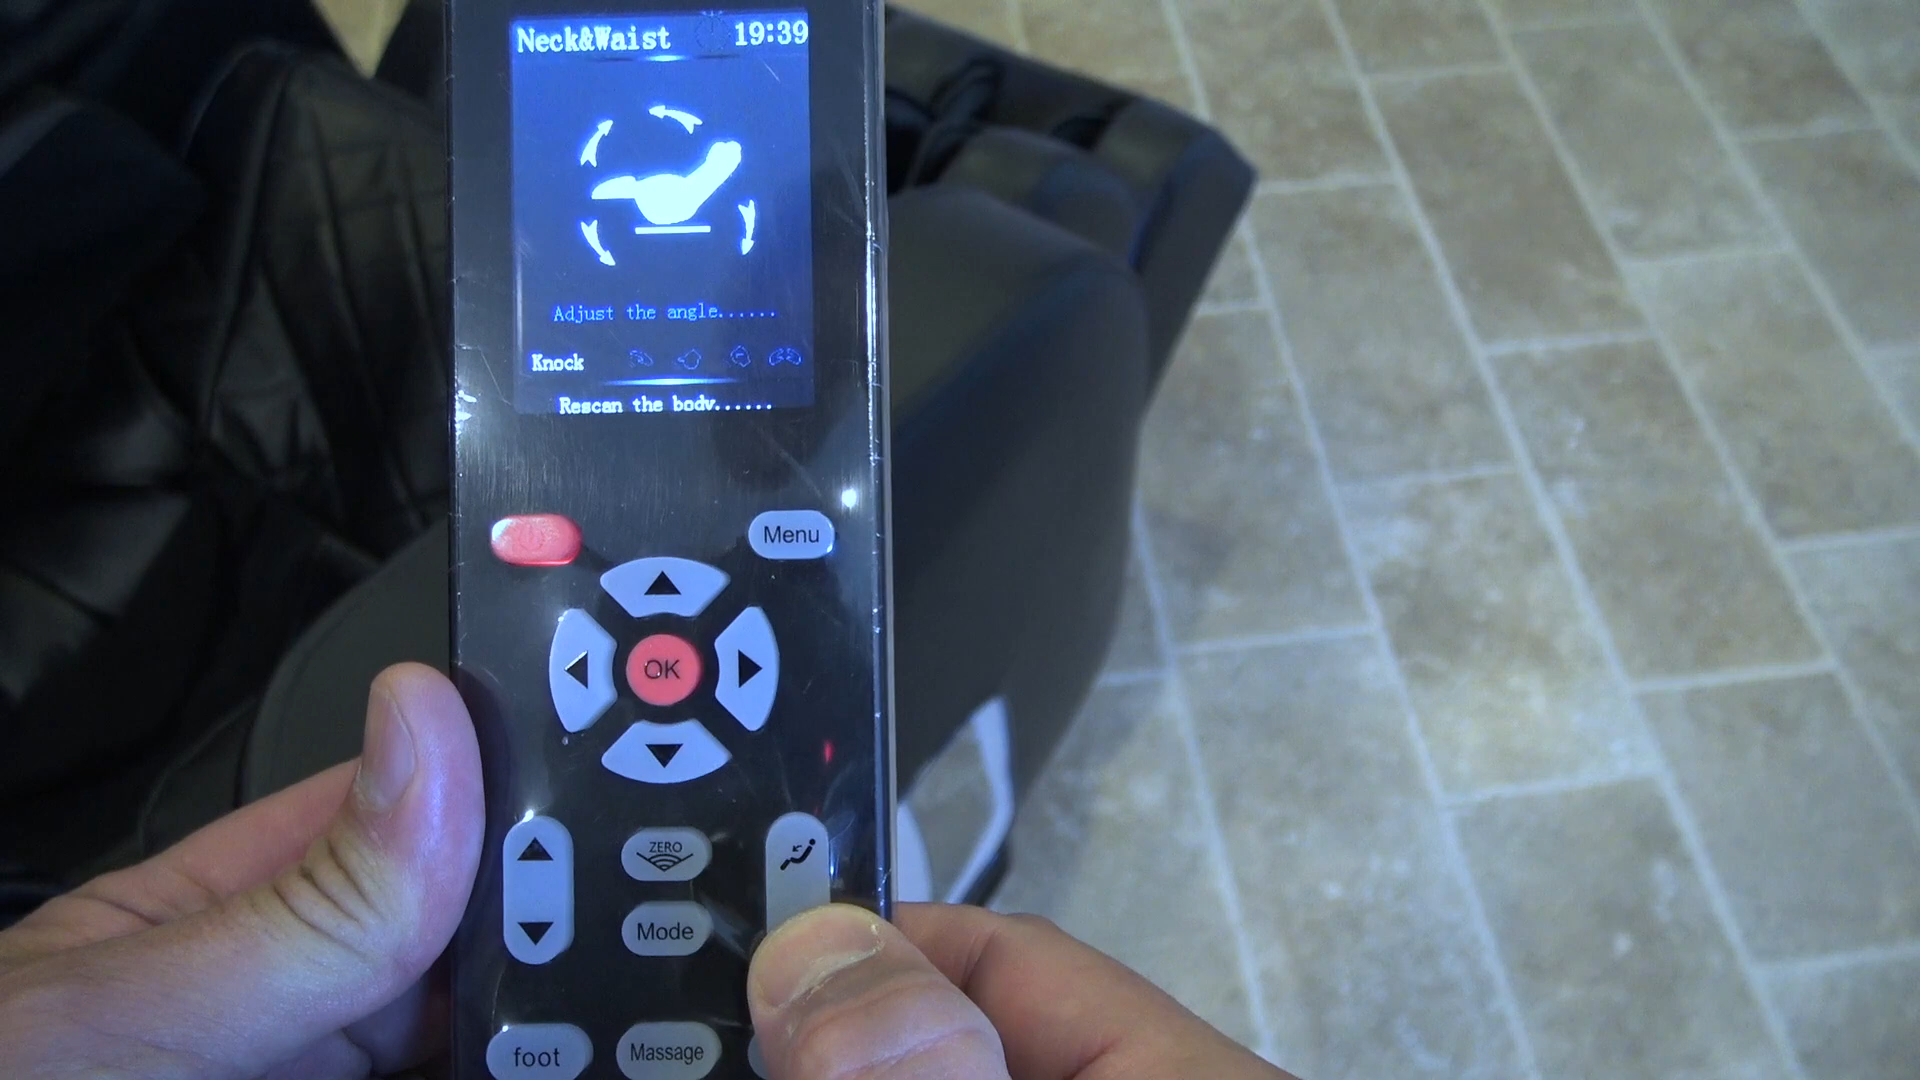 Neck&Waist 19:39
Adjust the angle......
Knock
Rescan the body......
Menu
OK
ZERO
Mode
foot
Massage